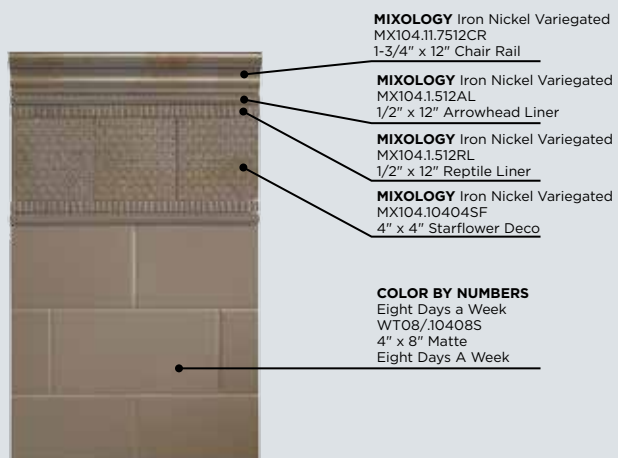 MIXOLOGY Iron Nickel Variegated
MX104.11.7512CR
1-3/4" x 12" Chair Rail
MIXOLOGY Iron Nickel Variegated
MX104.1.512AL
1/2" x 12" Arrowhead Liner
MIXOLOGY Iron Nickel Variegated
MX104.1.512RL
1/2" x 12" Reptile Liner
MIXOLOGY Iron Nickel Variegated
MX104.10404SF
4" x 4" Starflower Deco
COLOR BY NUMBERS
Eight Days a Week
WT08/.10408S
4" x 8" Matte
Eight Days A Week